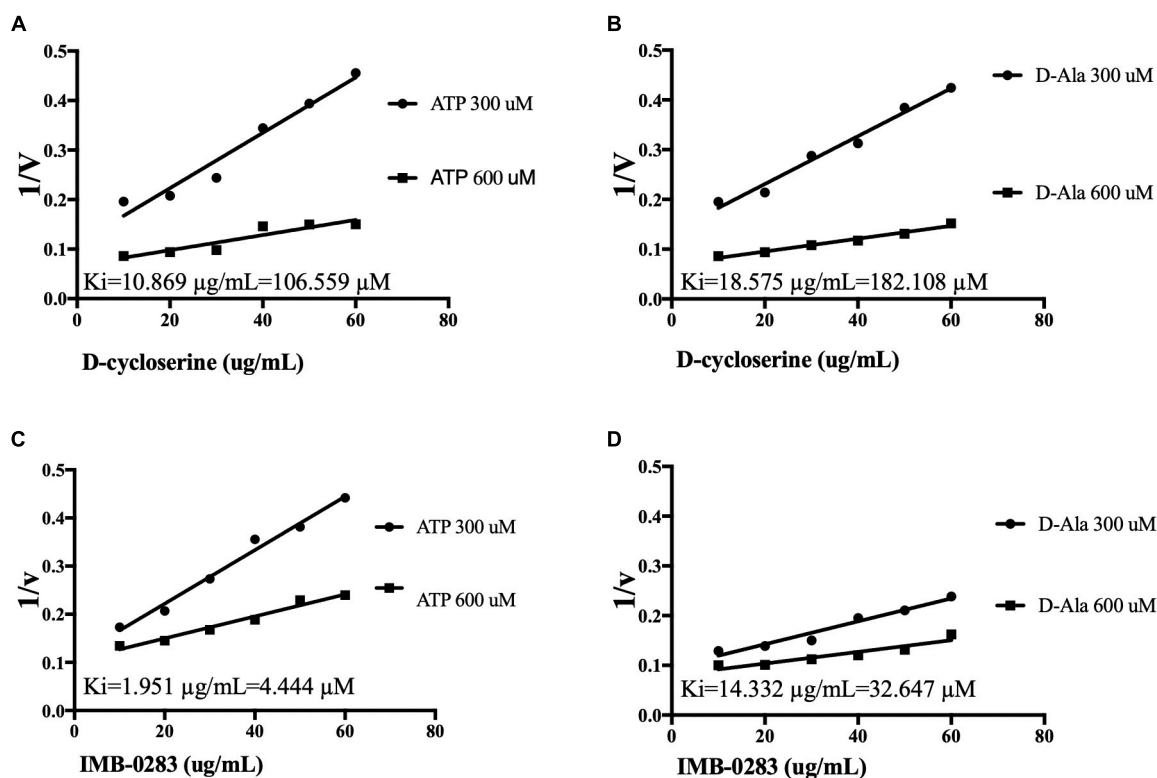 A
0.5
0.4
0.3
0.2
0.1
0.0
1/V
ATP 300 uM
ATP 600 uM
Ki=10.869 µg/mL=106.559 µM
0
20
40
60
80
D-cycloserine (ug/mL)
B
0.5
0.4
0.3
0.2
0.1
0.0
1/V
D-Ala 300 uM
D-Ala 600 uM
Ki=18.575 µg/mL=182.108 µM
0
20
40
60
80
D-cycloserine (ug/mL)
C
0.5
0.4
0.3
0.2
0.1
0.0
1/v
ATP 300 uM
ATP 600 uM
Ki=1.951 µg/mL=4.444 µM
0
20
40
60
80
IMB-0283 (ug/mL)
D
0.5
0.4
0.3
0.2
0.1
0.0
1/v
D-Ala 300 uM
D-Ala 600 uM
Ki=14.332 µg/mL=32.647 µM
0
20
40
60
80
IMB-0283 (ug/mL)